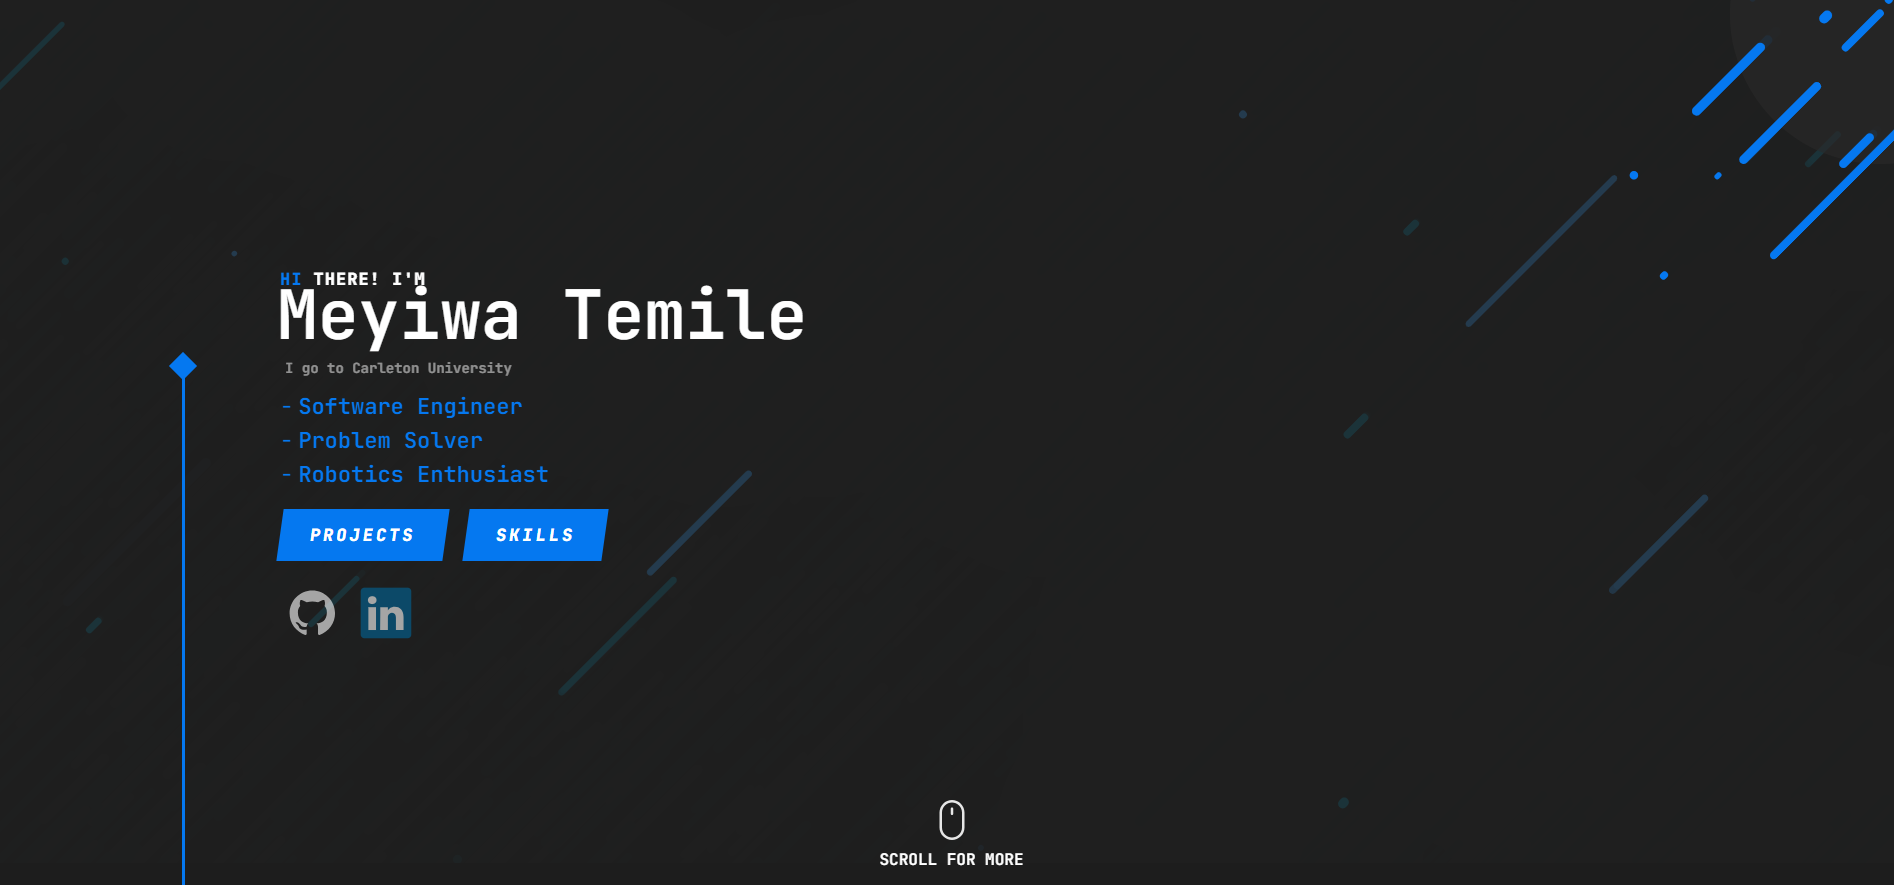 HI THERE! I'M
Meyiwa Temile
I go to Carleton University
- Software Engineer
- Problem Solver
- Robotics Enthusiast
PROJECTS SKILLS
in
SCROLL FOR MORE